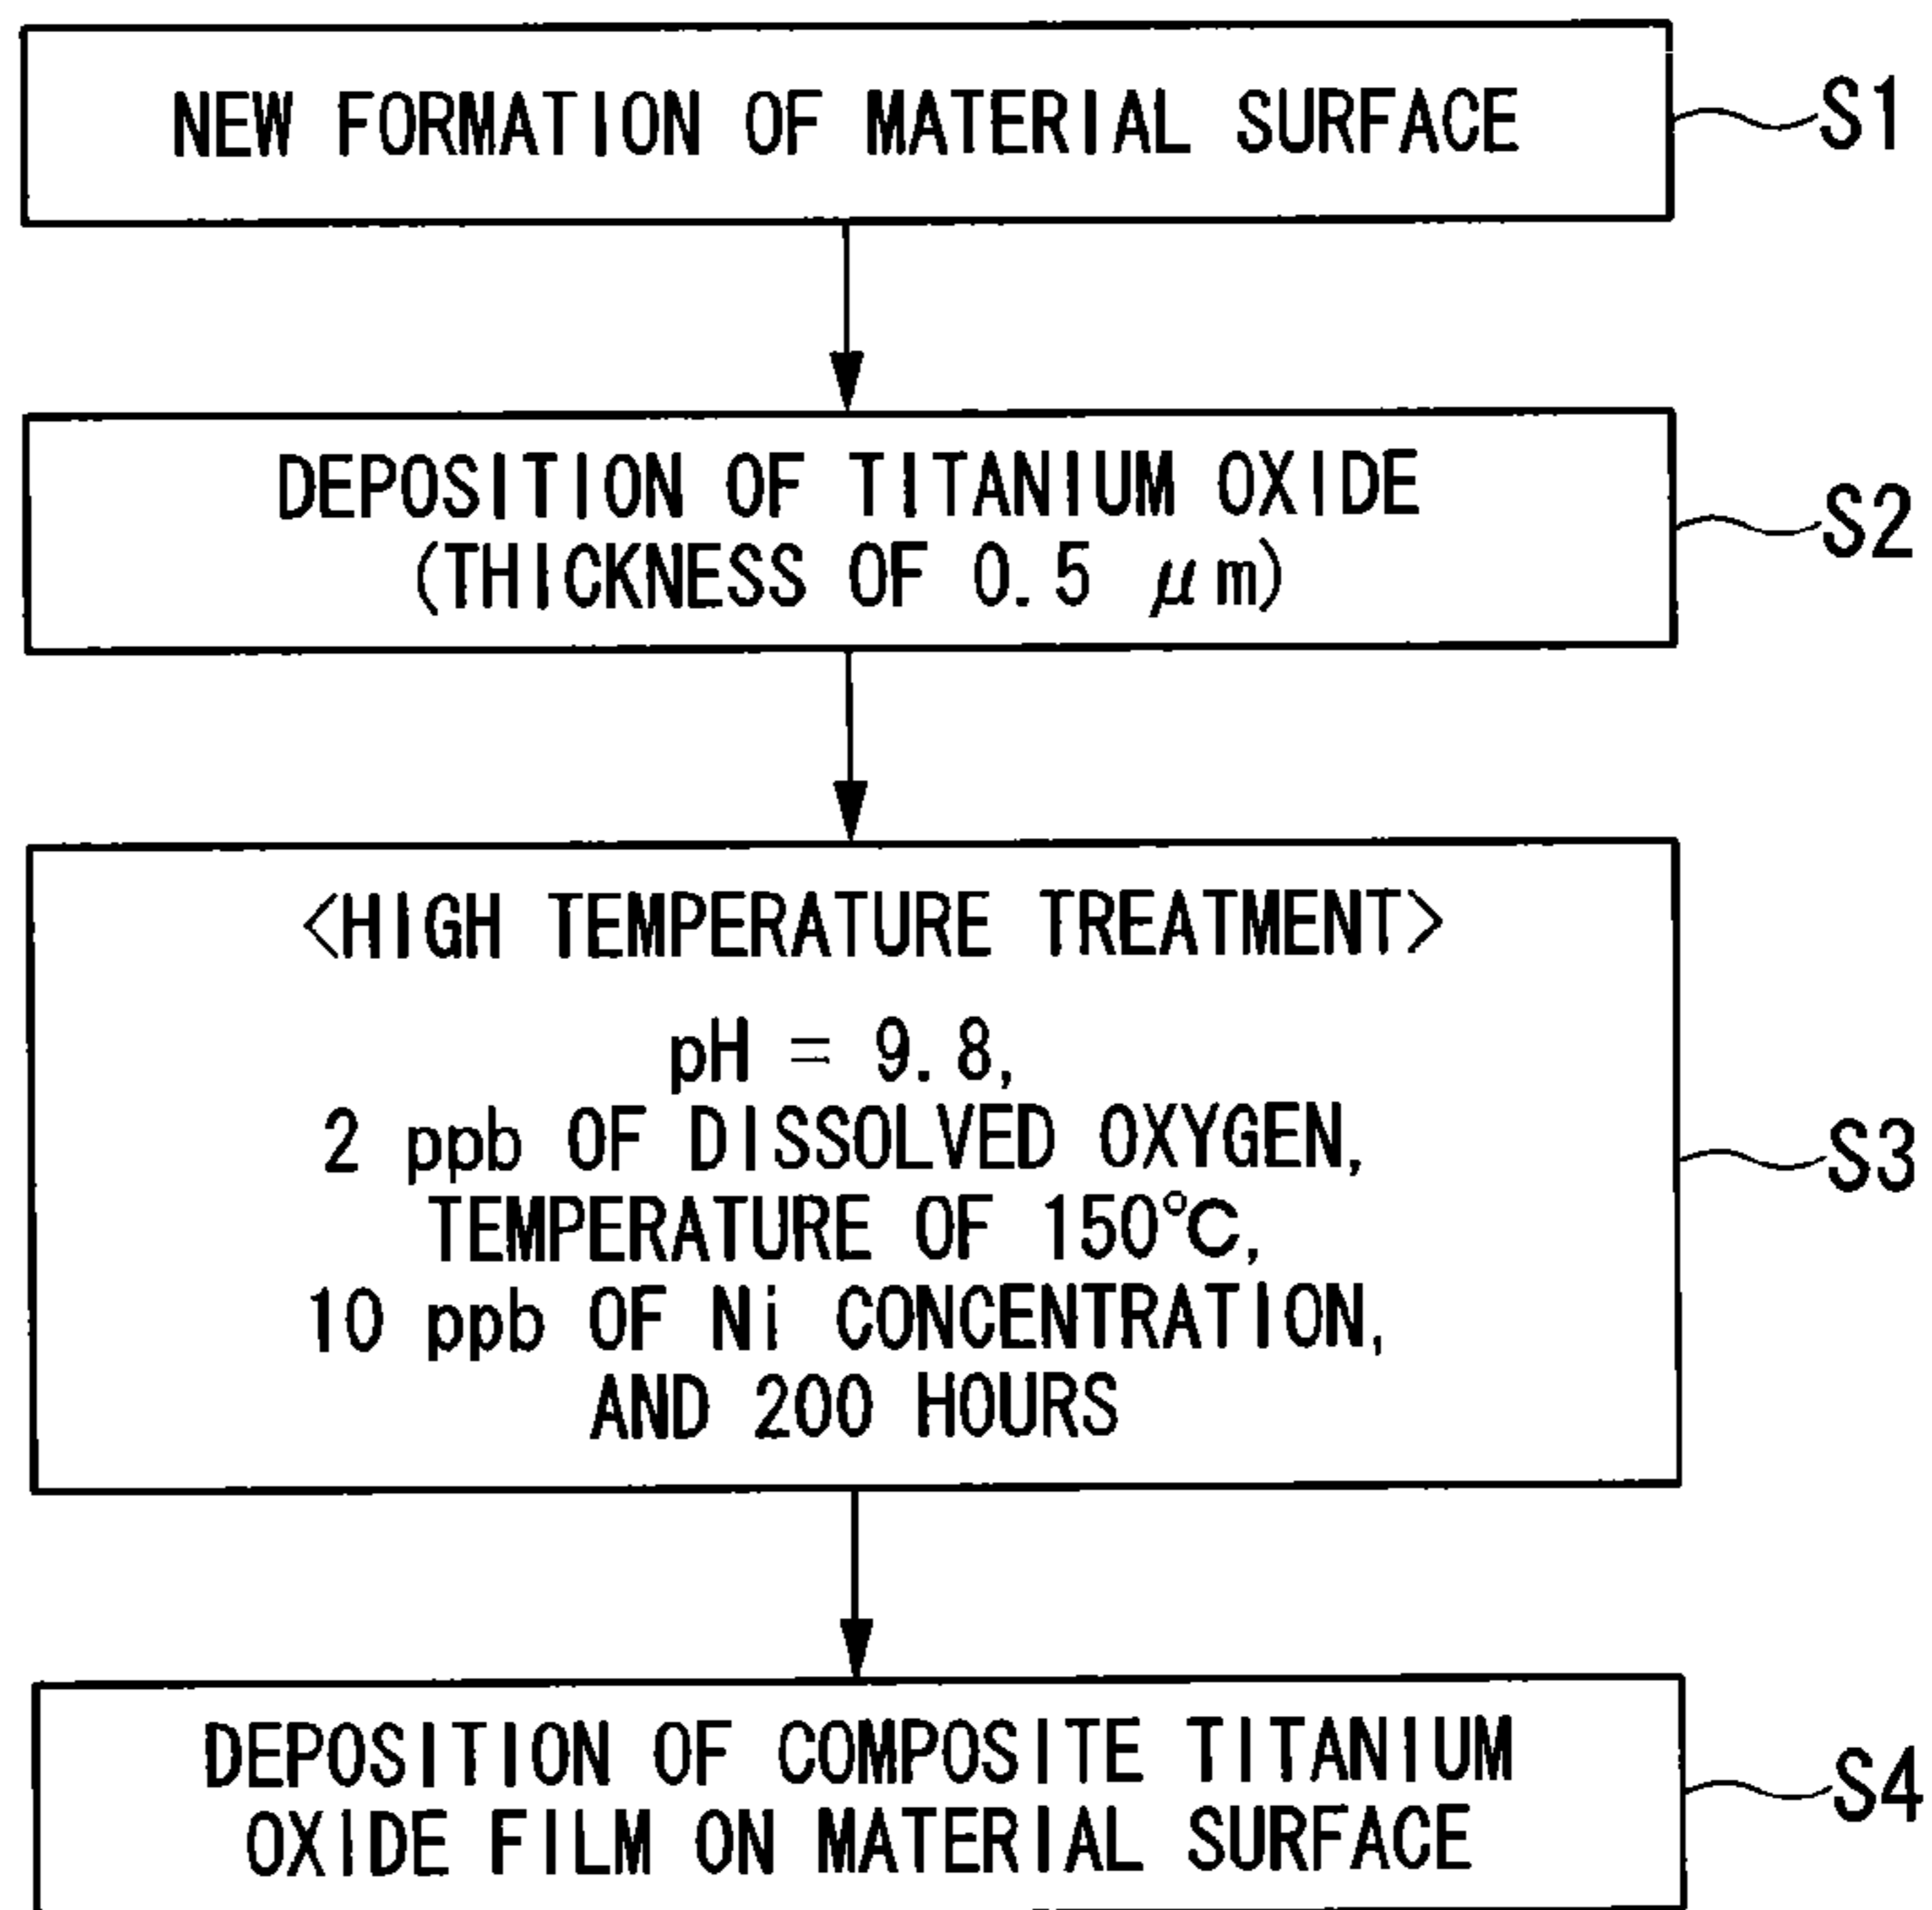 NEW FORMATION OF MATERIAL SURFACE
S1
DEPOSITION OF TITANIUM OXIDE
(THICKNESS OF 0.5 μm)
S2
<HIGH TEMPERATURE TREATMENT>
pH = 9.8,
2 ppb OF DISSOLVED OXYGEN,
TEMPERATURE OF 150°C,
10 ppb OF Ni CONCENTRATION,
AND 200 HOURS
S3
DEPOSITION OF COMPOSITE TITANIUM
OXIDE FILM ON MATERIAL SURFACE
S4